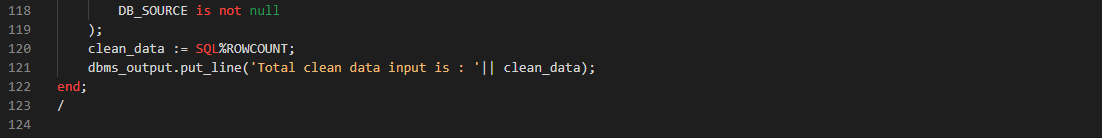 118 DB_SOURCE is not null
119 );
120 clean_data := SQL%ROWCOUNT;
121 dbms_output.put_line('Total clean data input is : '|| clean_data);
122 end;
123 /
124